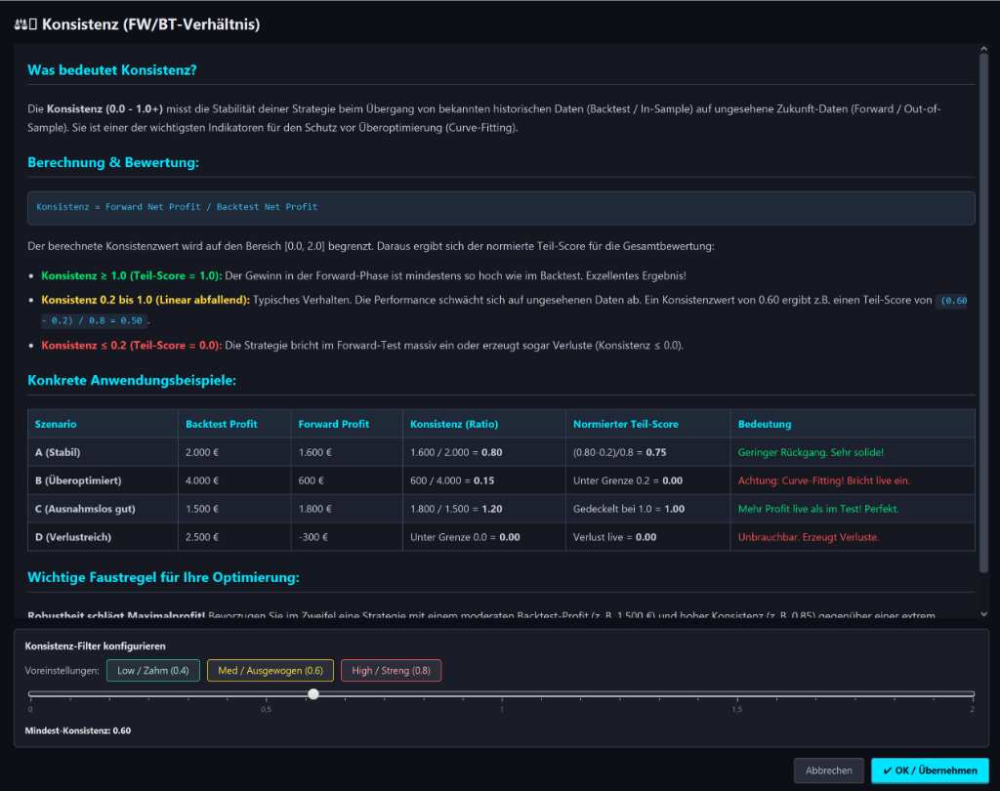 ⚖️ Konsistenz (FW/BT-Verhältnis)
Was bedeutet Konsistenz?
Die Konsistenz (0.0 - 1.0+) misst die Stabilität deiner Strategie beim Übergang von bekannten historischen Daten (Backtest / In-Sample) auf ungesehene Zukunft-Daten (Forward / Out-of-
Sample). Sie ist einer der wichtigsten Indikatoren für den Schutz vor Überoptimierung (Curve-Fitting).
Berechnung & Bewertung:
Konsistenz = Forward Net Profit / Backtest Net Profit
Der berechnete Konsistenzwert wird auf den Bereich [0.0, 2.0] begrenzt. Daraus ergibt sich der normierte Teil-Score für die Gesamtbewertung:
• Konsistenz ≥ 1.0 (Teil-Score = 1.0): Der Gewinn in der Forward-Phase ist mindestens so hoch wie im Backtest. Exzellentes Ergebnis!
• Konsistenz 0.2 bis 1.0 (Linear abfallend): Typisches Verhalten. Die Performance schwächt sich auf ungesehenen Daten ab. Ein Konsistenzwert von 0.60 ergibt z.B. einen Teil-Score von (0.60
- 0.2) / 0.8 = 0.50 .
• Konsistenz ≤ 0.2 (Teil-Score = 0.0): Die Strategie bricht im Forward-Test massiv ein oder erzeugt sogar Verluste (Konsistenz ≤ 0.0).
Konkrete Anwendungsbeispiele:
Szenario Backtest Profit Forward Profit Konsistenz (Ratio) Normierter Teil-Score Bedeutung
A (Stabil) 2.000 € 1.600 € 1.600 / 2.000 = 0.80 (0.80-0.2)/0.8 = 0.75 Geringer Rückgang. Sehr solide!
B (Überoptimiert) 4.000 € 600 € 600 / 4.000 = 0.15 Unter Grenze 0.2 = 0.00 Achtung: Curve-Fitting! Bricht live ein.
C (Ausnahmslos gut) 1.500 € 1.800 € 1.800 / 1.500 = 1.20 Gedeckelt bei 1.0 = 1.00 Mehr Profit live als im Test! Perfekt.
D (Verlustreich) 2.500 € -300 € Unter Grenze 0.0 = 0.00 Verlust live = 0.00 Unbrauchbar. Erzeugt Verluste.
Wichtige Faustregel für Ihre Optimierung:
Robustheit schlägt Maximalprofit! Bevorzugen Sie im Zweifel eine Strategie mit einem moderaten Backtest-Profit (z. B. 1.500 €) und hoher Konsistenz (z. B. 0.85) gegenüber einer extrem
Konsistenz-Filter konfigurieren
Voreinstellungen: Low / Zahm (0.4) Med / Ausgewogen (0.6) High / Streng (0.8)
0 0,5 1 1,5 2
Mindest-Konsistenz: 0.60
Abbrechen ✔ OK / Übernehmen